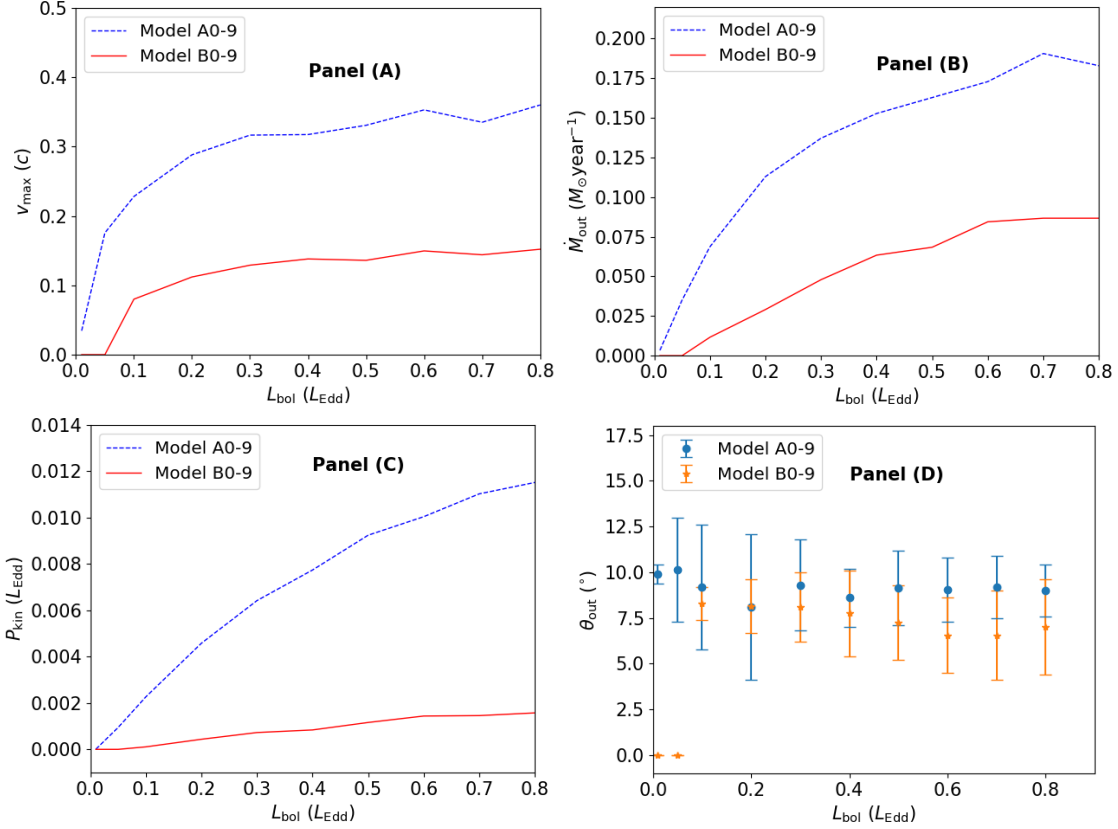 Model A0-9
Model B0-9
Panel (A)
0.5
0.4
0.3
0.2
0.1
0.0
v_max (c)
0.0 0.1 0.2 0.3 0.4 0.5 0.6 0.7 0.8
L_bol (L_Edd)
Model A0-9
Model B0-9
Panel (B)
0.200
0.175
0.150
0.125
0.100
0.075
0.050
0.025
0.000
Ṁ_out (M_⊙year⁻¹)
0.0 0.1 0.2 0.3 0.4 0.5 0.6 0.7 0.8
L_bol (L_Edd)
Model A0-9
Model B0-9
Panel (C)
0.014
0.012
0.010
0.008
0.006
0.004
0.002
0.000
P_kin (L_Edd)
0.0 0.1 0.2 0.3 0.4 0.5 0.6 0.7 0.8
L_bol (L_Edd)
Model A0-9
Model B0-9
Panel (D)
17.5
15.0
12.5
10.0
7.5
5.0
2.5
0.0
θ_out (°)
0.0 0.2 0.4 0.6 0.8
L_bol (L_Edd)